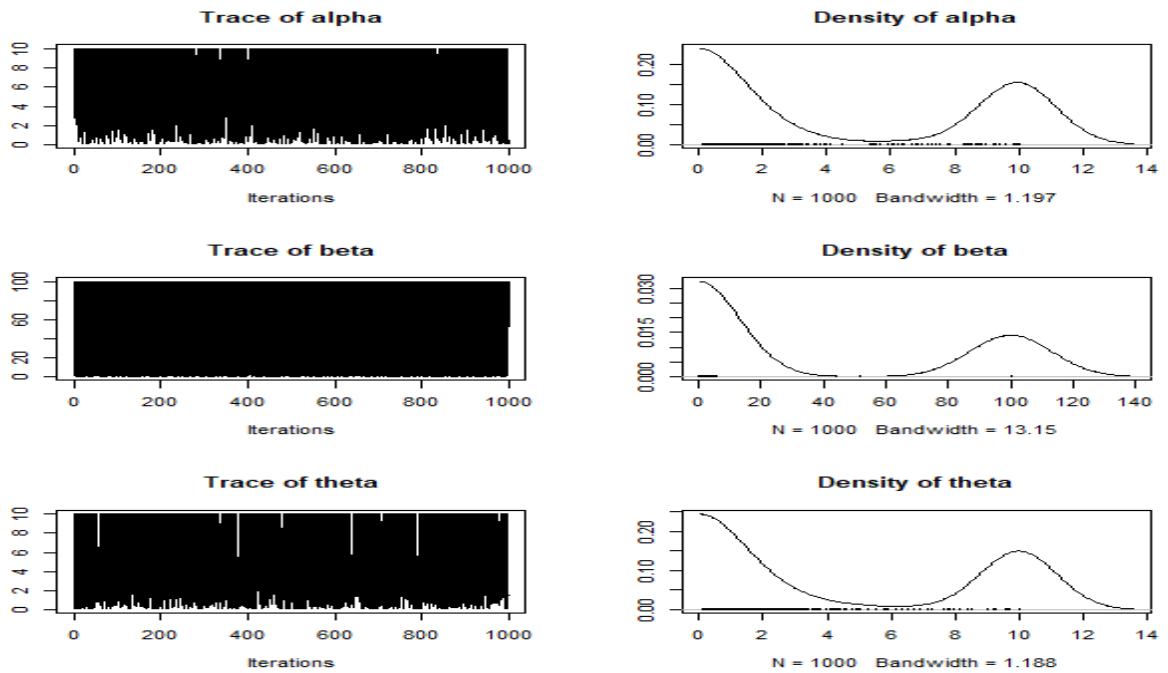 Trace of alpha
10
8
6
4
2
0
0 200 400 600 800 1000
Iterations
Density of alpha
0.20
0.10
0.00
0 2 4 6 8 10 12 14
N = 1000 Bandwidth = 1.197
Trace of beta
100
60
20
0
0 200 400 600 800 1000
Iterations
Density of beta
0.030
0.015
0.000
0 20 40 60 80 100 120 140
N = 1000 Bandwidth = 13.15
Trace of theta
10
8
6
4
2
0
0 200 400 600 800 1000
Iterations
Density of theta
0.20
0.10
0.00
0 2 4 6 8 10 12 14
N = 1000 Bandwidth = 1.188